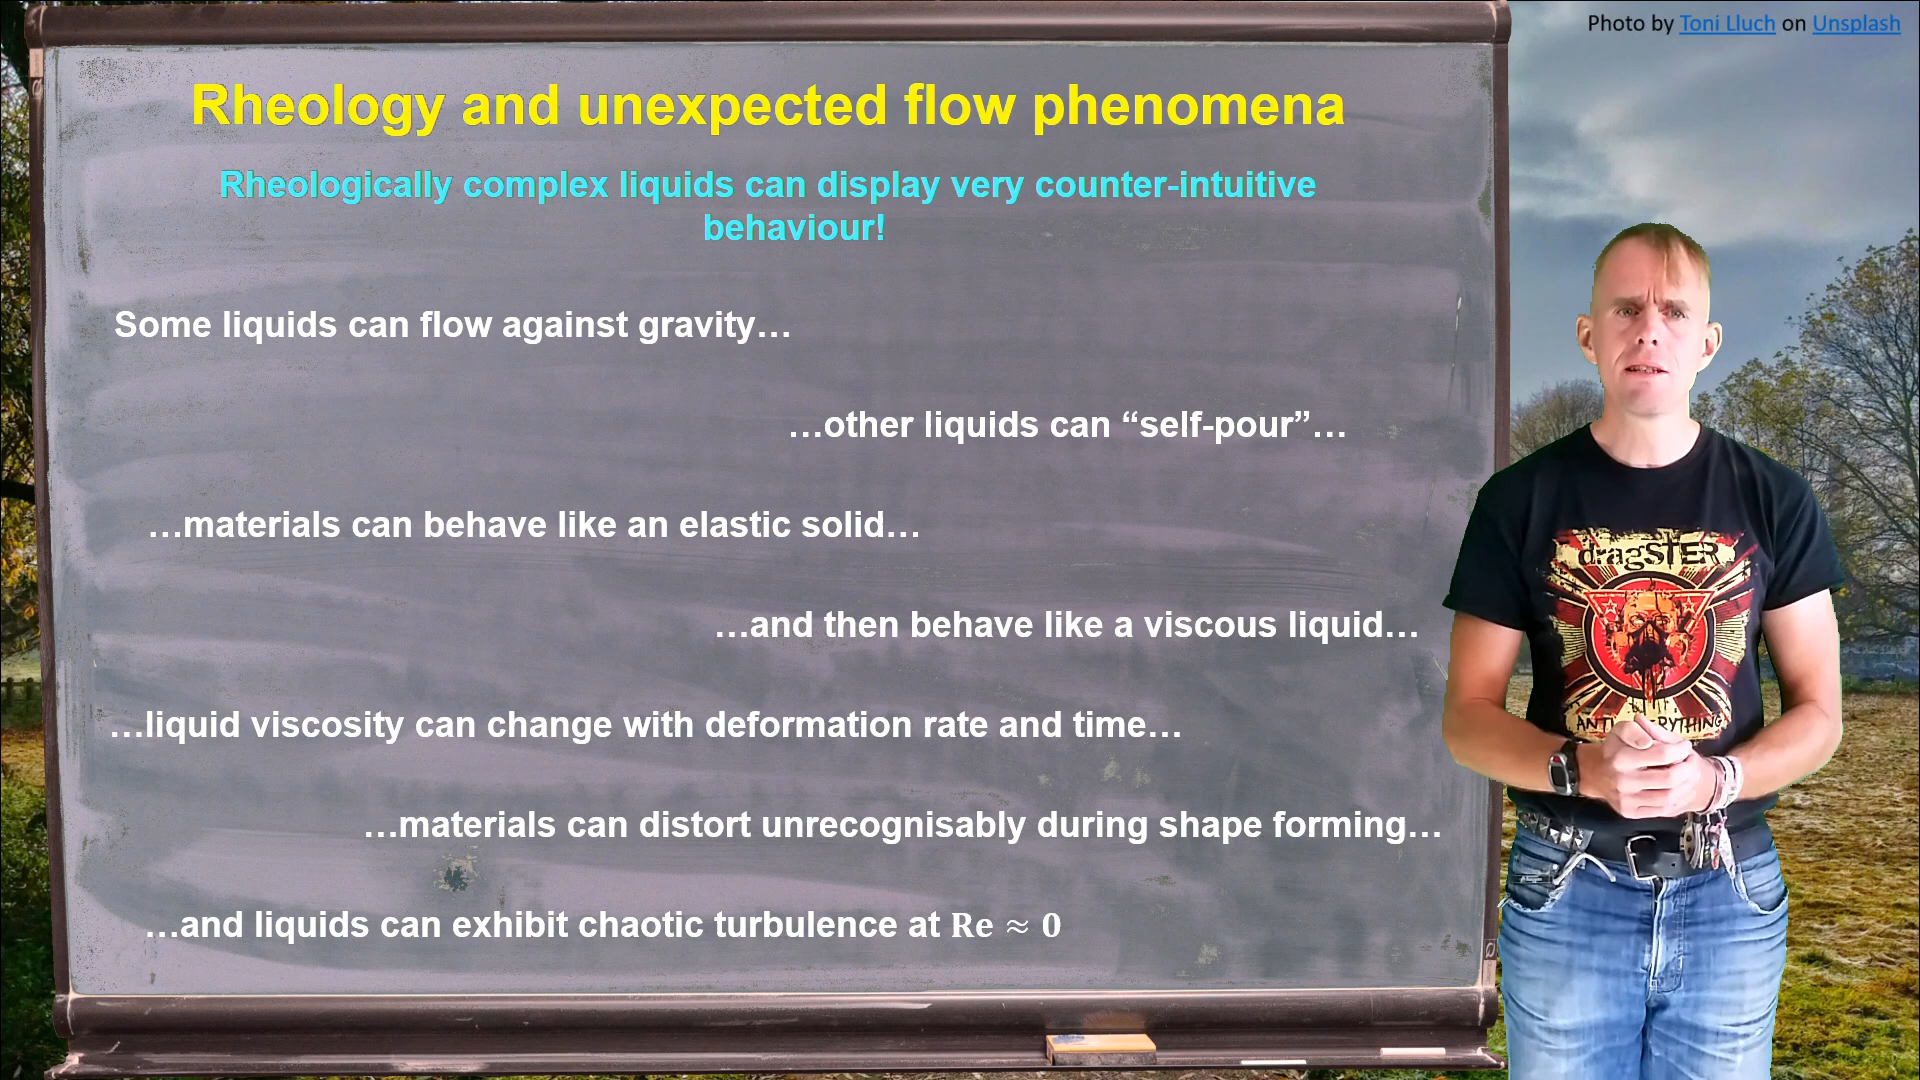 Photo by Toni Lluch on Unsplash
Rheology and unexpected flow phenomena
Rheologically complex liquids can display very counter-intuitive
behaviour!
Some liquids can flow against gravity…
…other liquids can “self-pour”…
…materials can behave like an elastic solid…
…and then behave like a viscous liquid…
…liquid viscosity can change with deformation rate and time…
…materials can distort unrecognisably during shape forming…
…and liquids can exhibit chaotic turbulence at Re ≈ 0
dragSTER